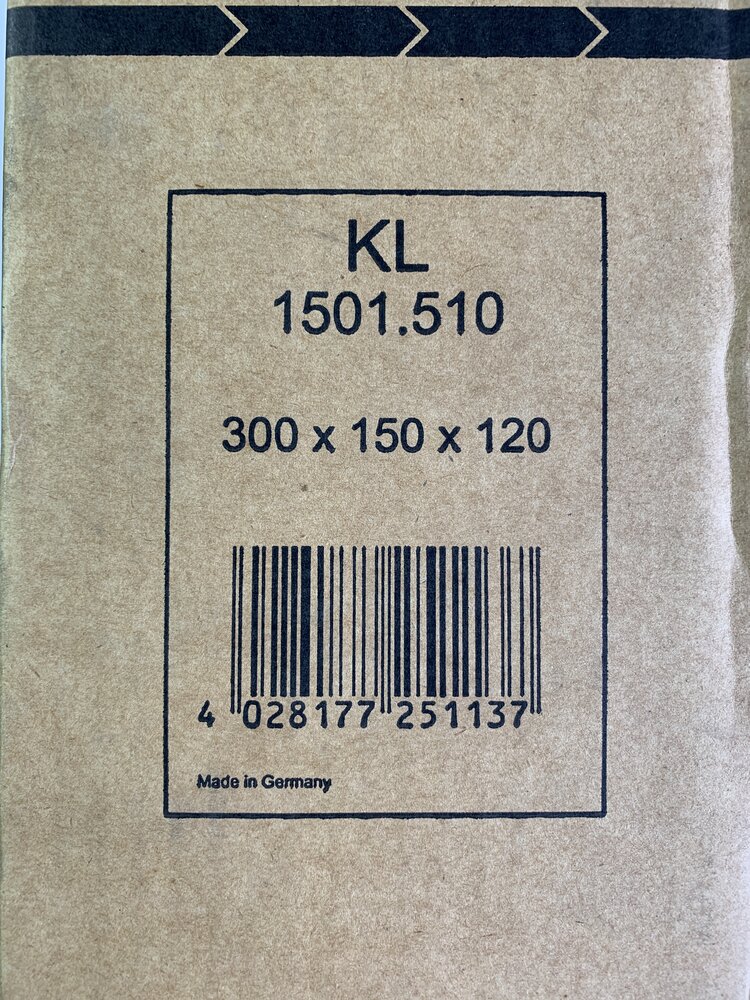 KL
1501.510
300 x 150 x 120
4 028177 251137
Made in Germany